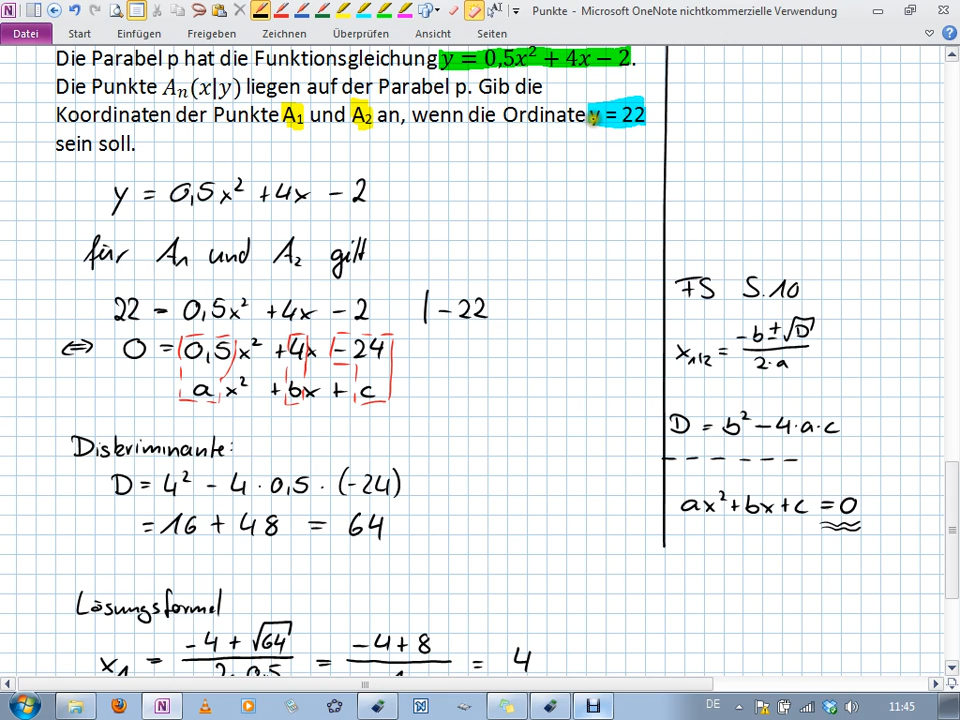 Punkte - Microsoft OneNote nichtkommerzielle Verwendung
Datei Start Einfügen Freigeben Zeichnen Überprüfen Ansicht Seiten
Die Parabel p hat die Funktionsgleichung y = 0,5x² + 4x − 2.
Die Punkte Aₙ(x|y) liegen auf der Parabel p. Gib die
Koordinaten der Punkte A₁ und A₂ an, wenn die Ordinate y = 22
sein soll.
y = 0,5x² + 4x − 2
für A₁ und A₂ gilt
22 = 0,5x² + 4x − 2 | −22
⇔ 0 = 0,5x² + 4x − 24
ax² + bx + c
Diskriminante:
D = 4² − 4 · 0,5 · (−24)
= 16 + 48 = 64
Lösungsformel
x₁ = (−4 + √64)/(2 · 0,5) = (−4 + 8)/1 = 4
FS S.10
x₁/₂ = (−b ± √D)/(2·a)
D = b² − 4·a·c
ax² + bx + c = 0
DE 11:45